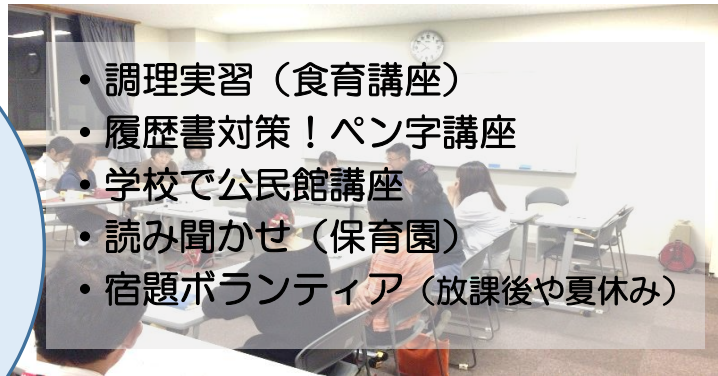 ・調理実習（食育講座）
・履歴書対策！ペン字講座
・学校で公民館講座
・読み聞かせ（保育園）
・宿題ボランティア（放課後や夏休み）